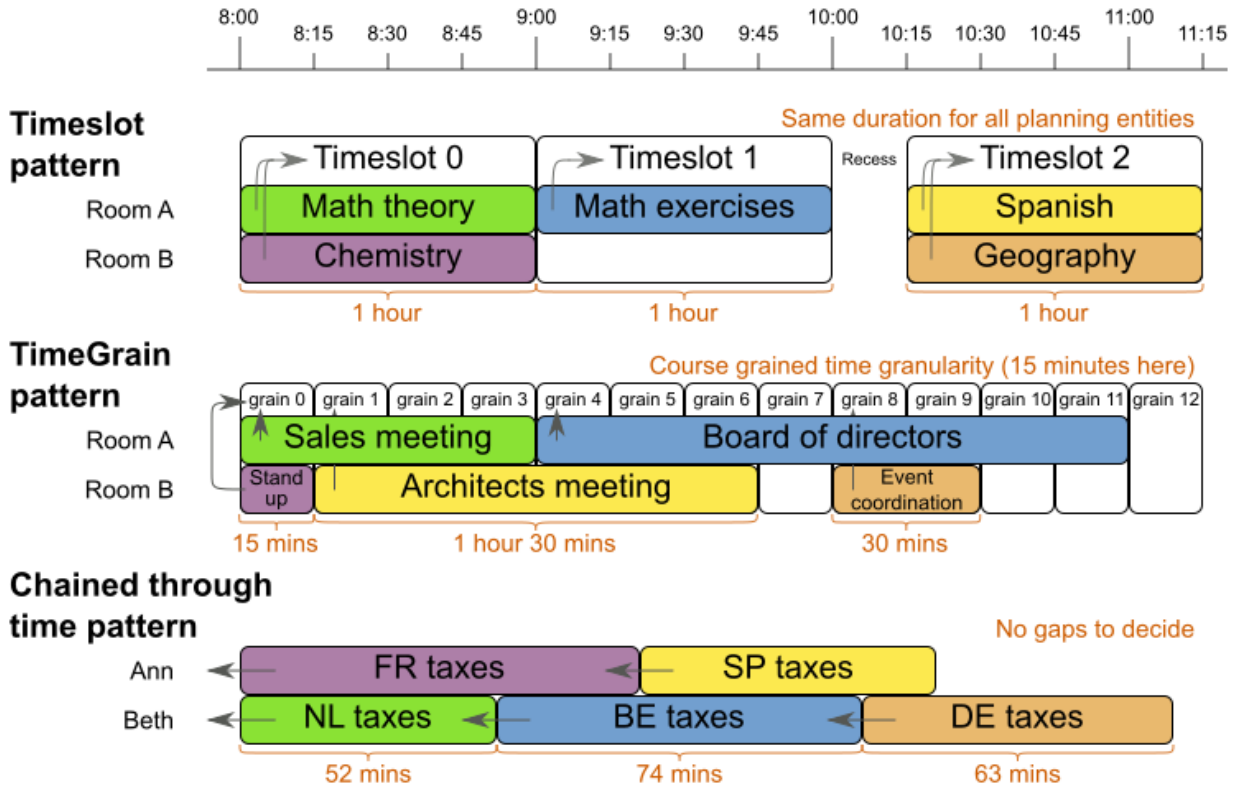 8:00 9:00 10:00 11:00
8:15 8:30 8:45 9:15 9:30 9:45 10:15 10:30 10:45 11:15
Timeslot
pattern
Same duration for all planning entities
Timeslot 0 Timeslot 1 Recess Timeslot 2
Room A Math theory Math exercises Spanish
Room B Chemistry Geography
1 hour 1 hour 1 hour
TimeGrain
pattern
Course grained time granularity (15 minutes here)
grain 0 grain 1 grain 2 grain 3 grain 4 grain 5 grain 6 grain 7 grain 8 grain 9 grain 10 grain 11 grain 12
Room A Sales meeting Board of directors
Room B Stand up Architects meeting Event coordination
15 mins 1 hour 30 mins 30 mins
Chained through
time pattern
No gaps to decide
Ann FR taxes SP taxes
Beth NL taxes BE taxes DE taxes
52 mins 74 mins 63 mins